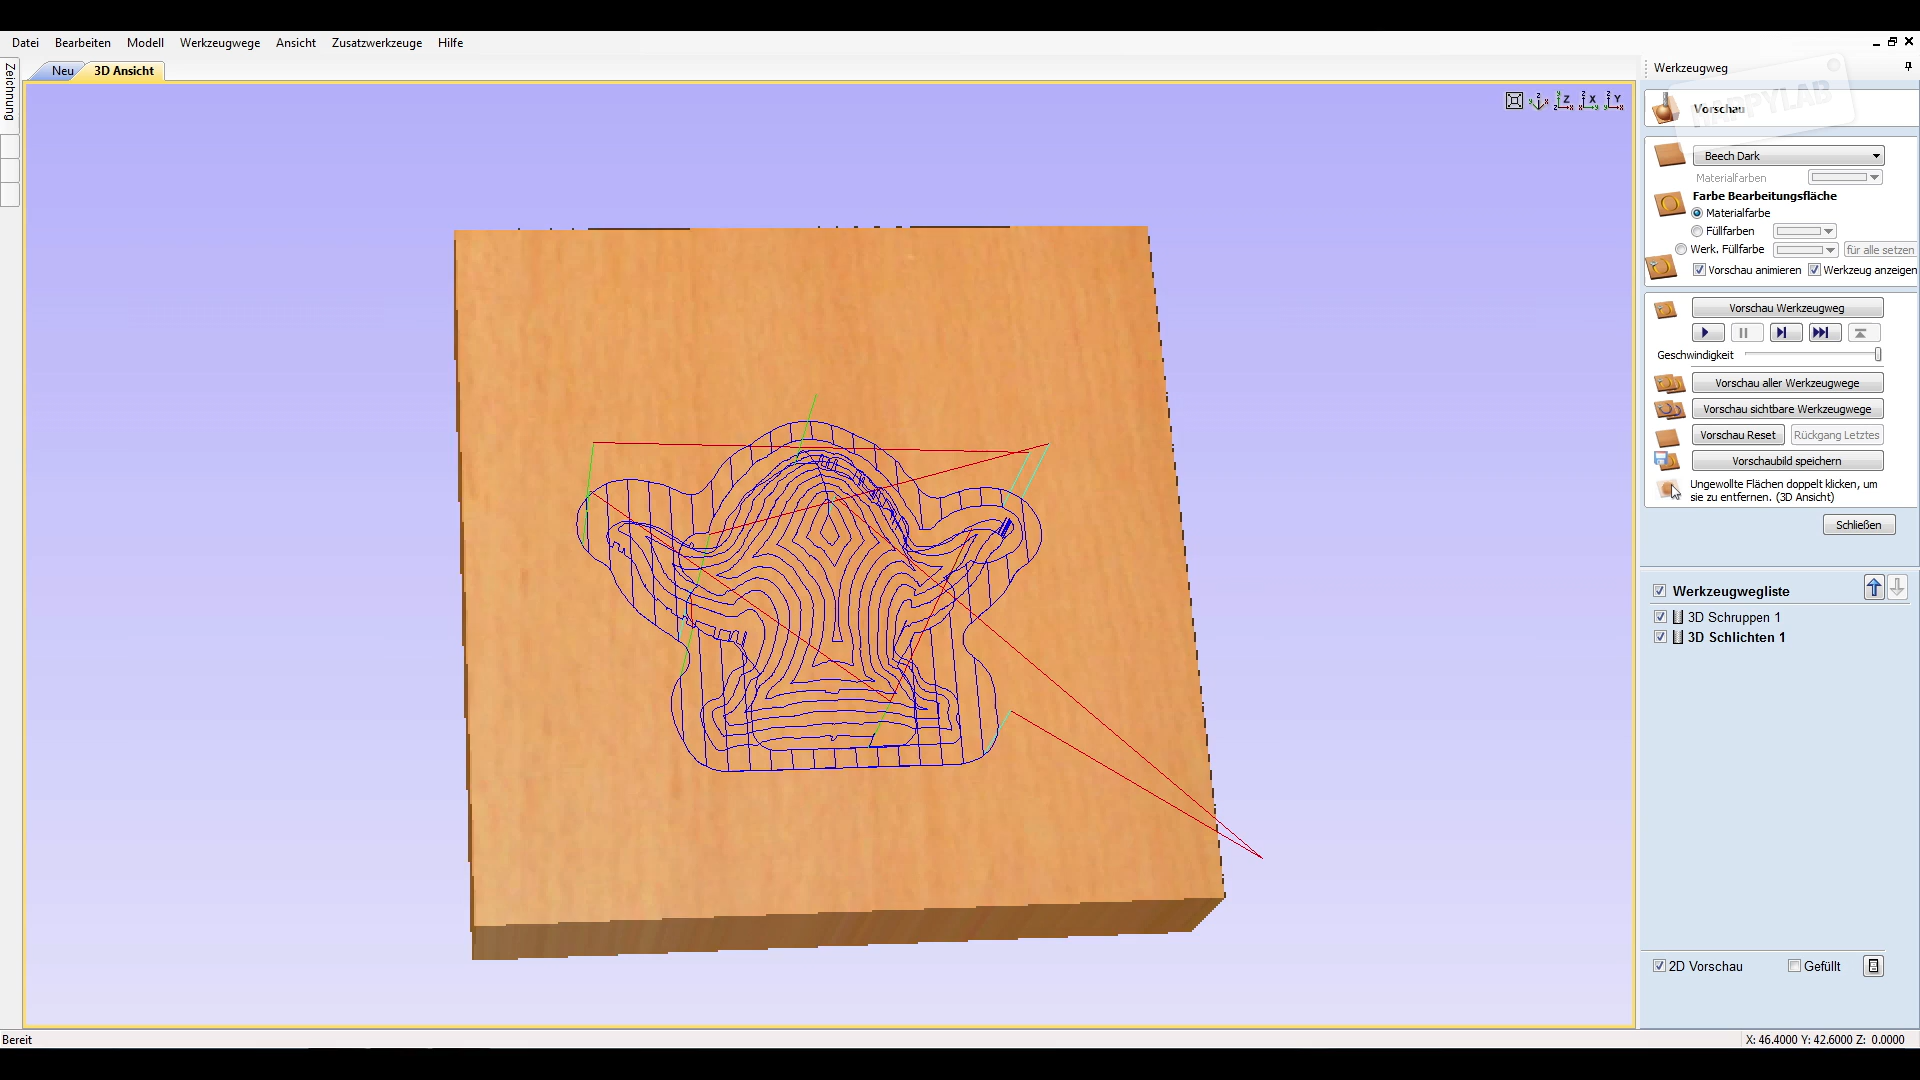 Datei Bearbeiten Modell Werkzeugwege Ansicht Zusatzwerkzeuge Hilfe
Zeichnung
Neu 3D Ansicht
Werkzeugweg
HAPPYLAB
Vorschau
Beech Dark
Materialfarben
Farbe Bearbeitungsfläche
Materialfarbe
Füllfarben
Werk. Füllfarbe für alle setzen
Vorschau animieren Werkzeug anzeigen
Vorschau Werkzeugweg
Geschwindigkeit
Vorschau aller Werkzeugwege
Vorschau sichtbare Werkzeugwege
Vorschau Reset Rückgang Letztes
Vorschaubild speichern
Ungewollte Flächen doppelt klicken, um
sie zu entfernen. (3D Ansicht)
Schließen
Werkzeugwegliste
3D Schruppen 1
3D Schlichten 1
2D Vorschau Gefüllt
Bereit
X: 46.4000 Y: 42.6000 Z: 0.0000